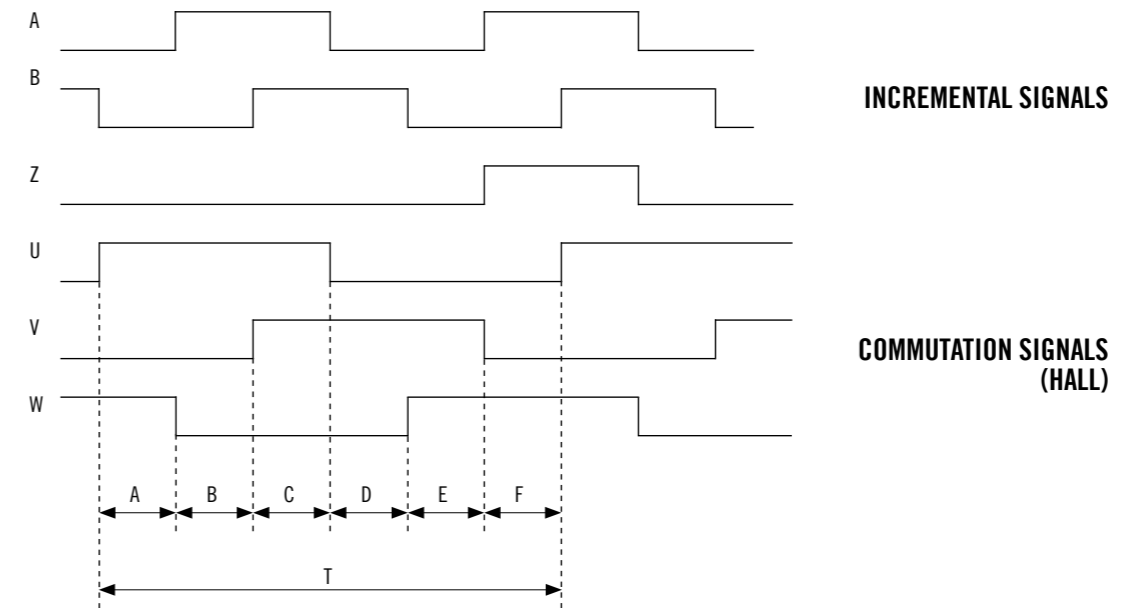 A
B
INCREMENTAL SIGNALS
Z
U
V
COMMUTATION SIGNALS
(HALL)
W
A B C D E F
T